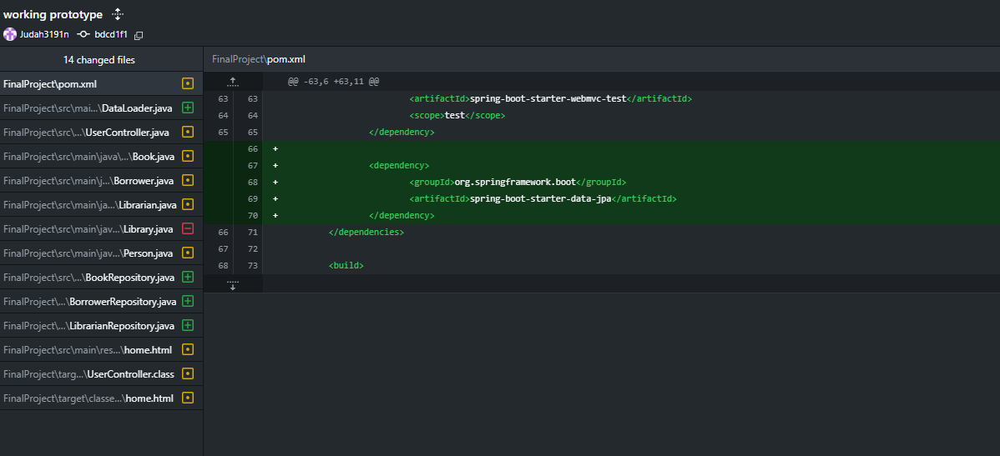 working prototype
Judah3191n bdcd1f1
14 changed files
FinalProject\pom.xml
FinalProject\src\mai...\DataLoader.java
FinalProject\src\...\UserController.java
FinalProject\src\main\java\...\Book.java
FinalProject\src\main\j...\Borrower.java
FinalProject\src\main\ja...\Librarian.java
FinalProject\src\main\jav...\Library.java
FinalProject\src\main\jav...\Person.java
FinalProject\src\...\BookRepository.java
FinalProject\...\BorrowerRepository.java
FinalProject\...\LibrarianRepository.java
FinalProject\src\main\res...\home.html
FinalProject\targ...\UserController.class
FinalProject\target\classe...\home.html
FinalProject\pom.xml
@@ -63,6 +63,11 @@
63 63 <artifactId>spring-boot-starter-webmvc-test</artifactId>
64 64 <scope>test</scope>
65 65 </dependency>
66 +
67 + <dependency>
68 + <groupId>org.springframework.boot</groupId>
69 + <artifactId>spring-boot-starter-data-jpa</artifactId>
70 + </dependency>
66 71 </dependencies>
67 72
68 73 <build>